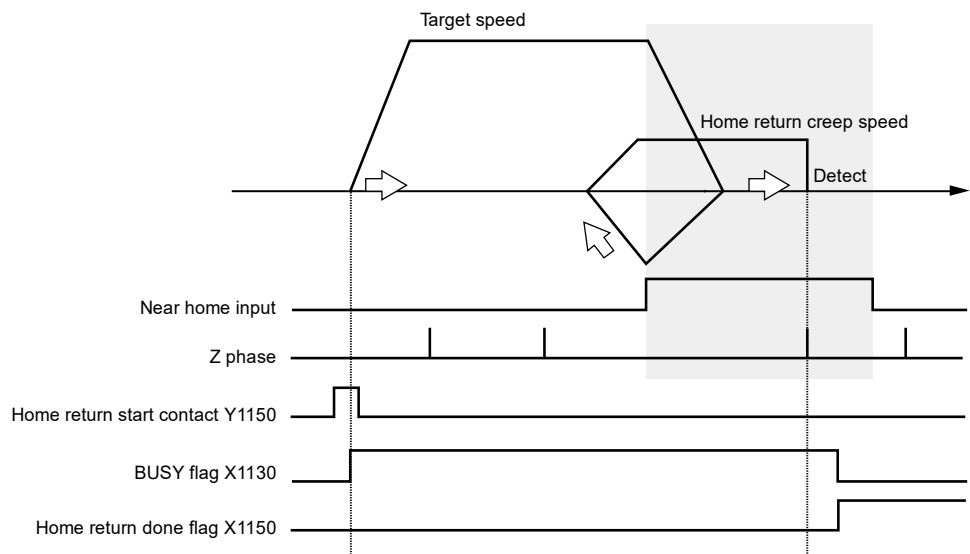 Target speed
Home return creep speed
Detect
Near home input
Z phase
Home return start contact Y1150
BUSY flag X1130
Home return done flag X1150